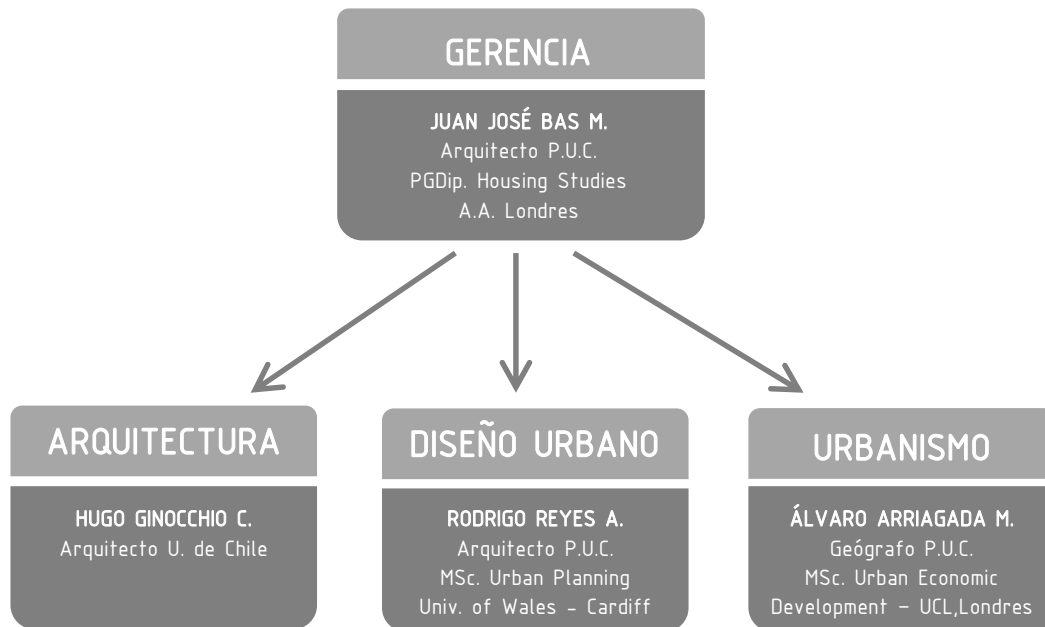 GERENCIA
JUAN JOSÉ BAS M.
Arquitecto P.U.C.
PGDip. Housing Studies
A.A. Londres
ARQUITECTURA
HUGO GINOCCHIO C.
Arquitecto U. de Chile
DISEÑO URBANO
RODRIGO REYES A.
Arquitecto P.U.C.
MSc. Urban Planning
Univ. of Wales - Cardiff
URBANISMO
ÁLVARO ARRIAGADA M.
Geógrafo P.U.C.
MSc. Urban Economic
Development – UCL,Londres